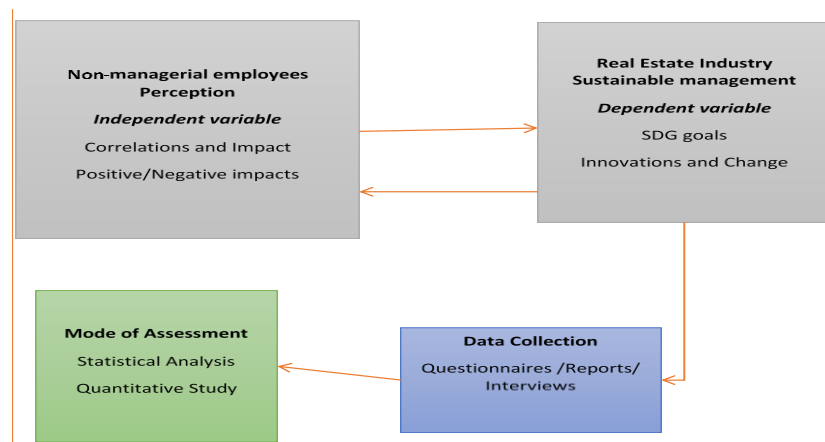 Non-managerial employees
Perception
Independent variable
Correlations and Impact
Positive/Negative impacts
Real Estate Industry
Sustainable management
Dependent variable
SDG goals
Innovations and Change
Mode of Assessment
Statistical Analysis
Quantitative Study
Data Collection
Questionnaires /Reports/
Interviews